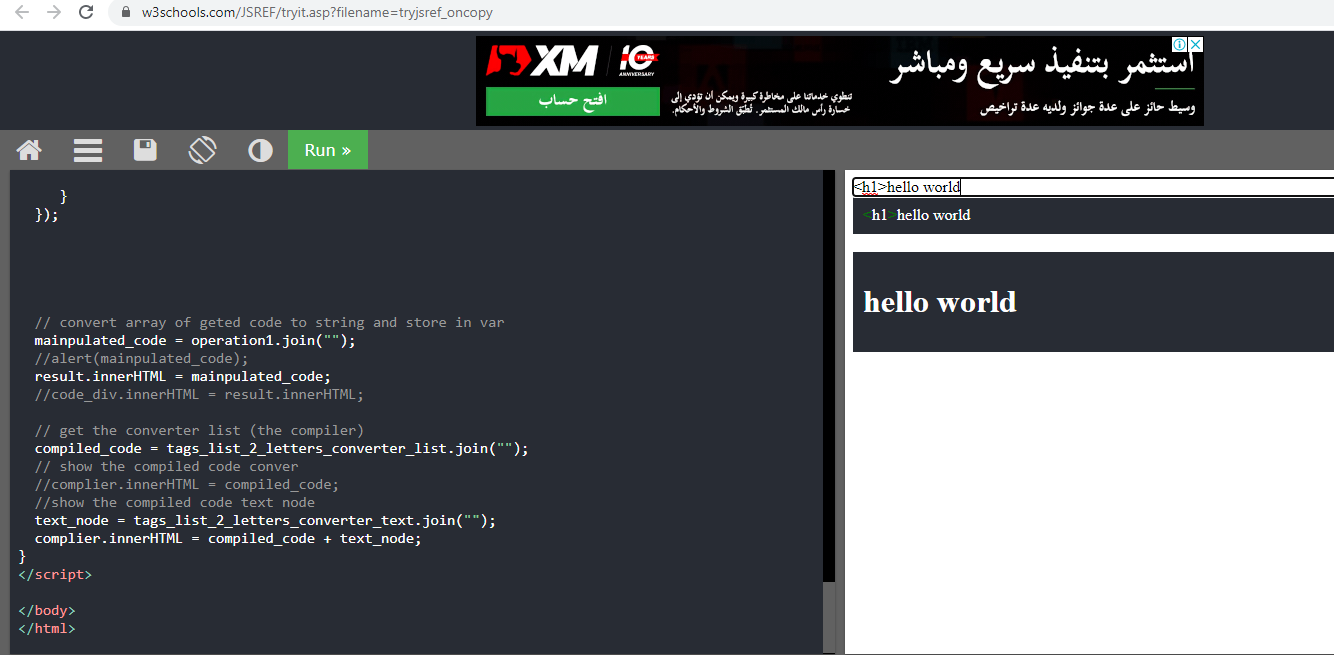 w3schools.com/JSREF/tryit.asp?filename=tryjsref_oncopy
XM 10 YEARS ANNIVERSARY
استثمر بتنفيذ سريع ومباشر
افتح حساب
تنطوي خدماتنا على مخاطرة كبيرة ويمكن أن تؤدي إلى
خسارة رأس مالك المستثمر. تُطبّق الشروط والأحكام.
وسيط حائز على عدة جوائز ولديه عدة تراخيص
Run »
}
});
// convert array of geted code to string and store in var
mainpulated_code = operation1.join("");
//alert(mainpulated_code);
result.innerHTML = mainpulated_code;
//code_div.innerHTML = result.innerHTML;
// get the converter list (the compiler)
compiled_code = tags_list_2_letters_converter_list.join("");
// show the compiled code conver
//complier.innerHTML = compiled_code;
//show the compiled code text node
text_node = tags_list_2_letters_converter_text.join("");
complier.innerHTML = compiled_code + text_node;
}
</script>
</body>
</html>
<h1>hello world
<h1>hello world
hello world